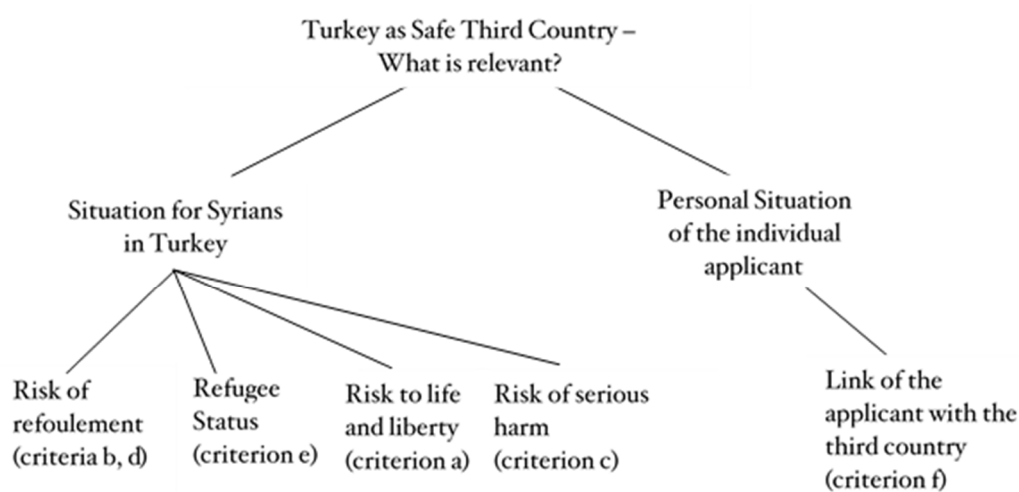 Turkey as Safe Third Country –
What is relevant?
Situation for Syrians
in Turkey
Personal Situation
of the individual
applicant
Risk of
refoulement
(criteria b, d)
Refugee
Status
(criterion e)
Risk to life
and liberty
(criterion a)
Risk of serious
harm
(criterion c)
Link of the
applicant with the
third country
(criterion f)